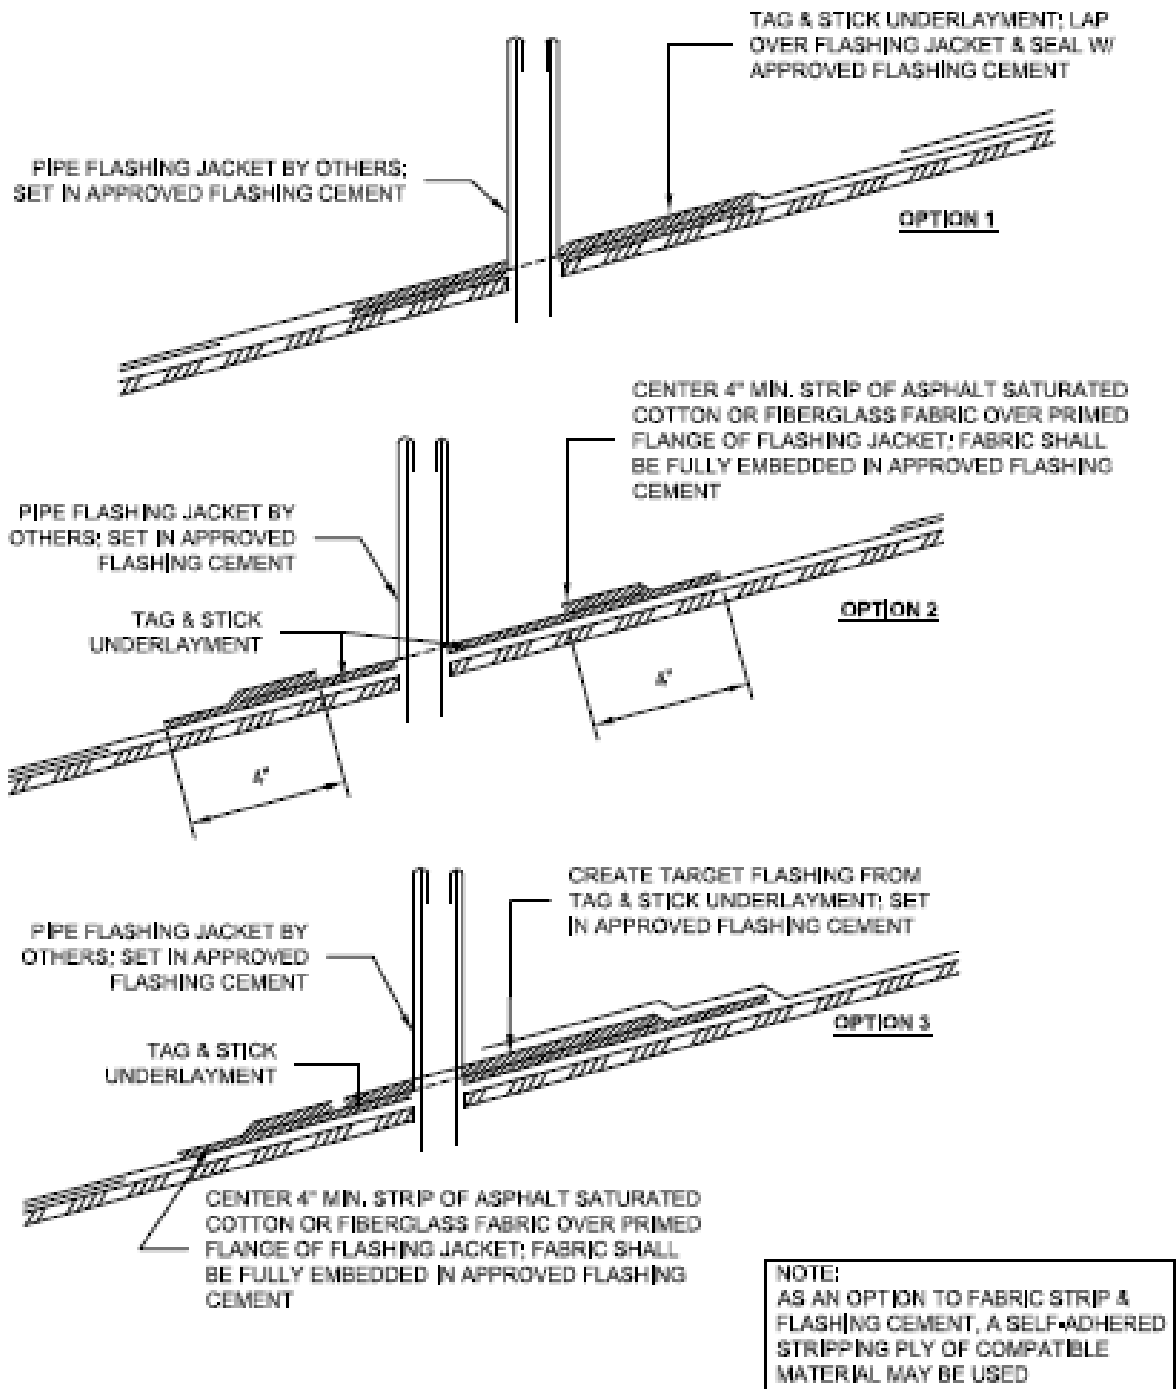 TAG & STICK UNDERLAYMENT; LAP
OVER FLASHING JACKET & SEAL W/
APPROVED FLASHING CEMENT
PIPE FLASHING JACKET BY OTHERS;
SET IN APPROVED FLASHING CEMENT
OPTION 1
CENTER 4" MIN. STRIP OF ASPHALT SATURATED
COTTON OR FIBERGLASS FABRIC OVER PRIMED
FLANGE OF FLASHING JACKET; FABRIC SHALL
BE FULLY EMBEDDED IN APPROVED FLASHING
CEMENT
PIPE FLASHING JACKET BY
OTHERS; SET IN APPROVED
FLASHING CEMENT
TAG & STICK
UNDERLAYMENT
OPTION 2
4"
4"
CREATE TARGET FLASHING FROM
TAG & STICK UNDERLAYMENT; SET
IN APPROVED FLASHING CEMENT
PIPE FLASHING JACKET BY
OTHERS; SET IN APPROVED
FLASHING CEMENT
OPTION 3
TAG & STICK
UNDERLAYMENT
CENTER 4" MIN. STRIP OF ASPHALT SATURATED
COTTON OR FIBERGLASS FABRIC OVER PRIMED
FLANGE OF FLASHING JACKET; FABRIC SHALL
BE FULLY EMBEDDED IN APPROVED FLASHING
CEMENT
NOTE:
AS AN OPTION TO FABRIC STRIP &
FLASHING CEMENT, A SELF-ADHERED
STRIPPING PLY OF COMPATIBLE
MATERIAL MAY BE USED